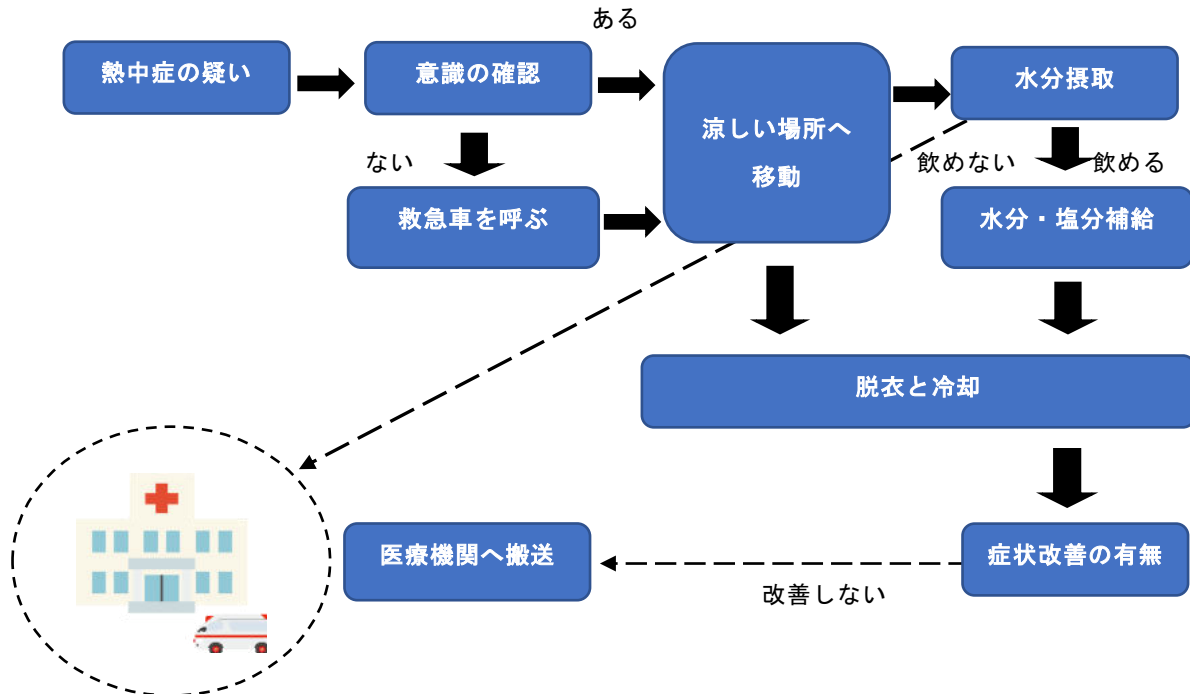 ある
熱中症の疑い
意識の確認
涼しい場所へ
移動
水分摂取
ない
飲めない
飲める
救急車を呼ぶ
水分・塩分補給
脱衣と冷却
医療機関へ搬送
症状改善の有無
改善しない